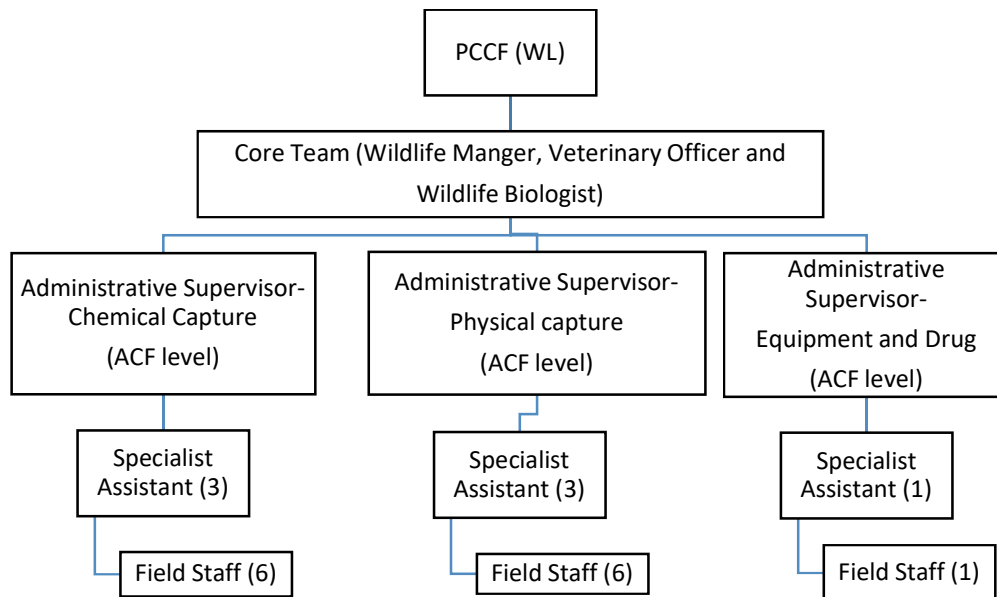 PCCF (WL)
Core Team (Wildlife Manger, Veterinary Officer and
Wildlife Biologist)
Administrative Supervisor-
Chemical Capture
(ACF level)
Administrative Supervisor-
Physical capture
(ACF level)
Administrative
Supervisor-
Equipment and Drug
(ACF level)
Specialist
Assistant (3)
Specialist
Assistant (3)
Specialist
Assistant (1)
Field Staff (6)
Field Staff (6)
Field Staff (1)